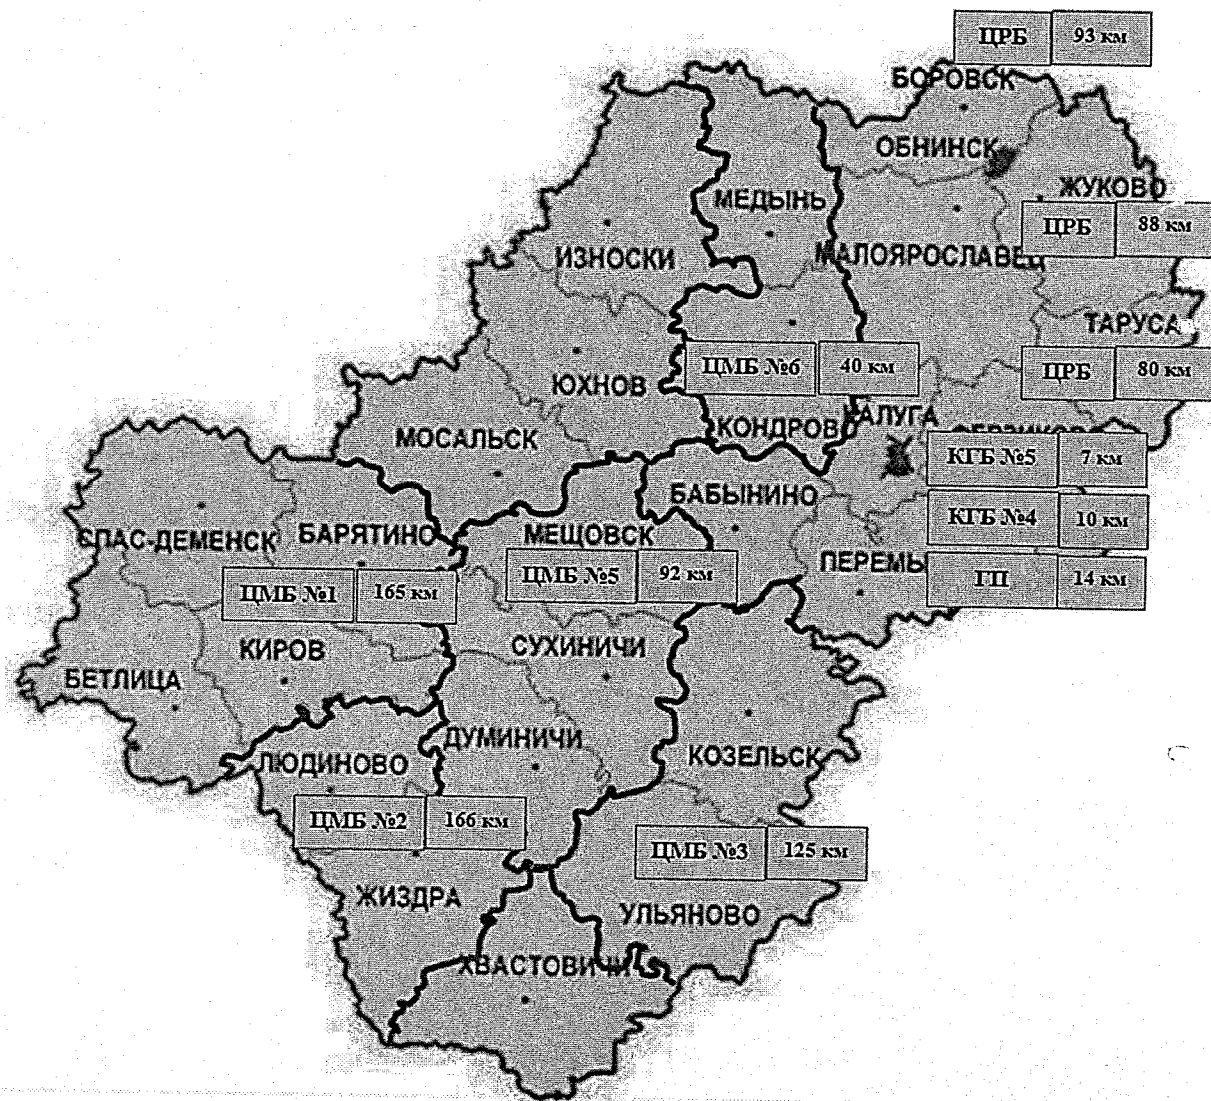 ЦРБ 93 км
БОРОВСК
ОБНИНСК
ЖУКОВО
МЕДЫНЬ
ЦРБ 88 км
ИЗНОСКИ
МАЛОЯРОСЛАВЕЦ
ТАРУСА
ЦМБ №6 40 км
ЦРБ 80 км
ЮХНОВ
КАЛУГА
МОСАЛЬСК
КОНДРОВО
КГБ №5 7 км
БАБЫНИНО
КГБ №4 10 км
СПАС-ДЕМЕНСК
БАРЯТИНО
МЕЩОВСК
ПЕРЕМЫ
ГП 14 км
ЦМБ №5 92 км
ЦМБ №1 165 км
КИРОВ
СУХИНИЧИ
БЕТЛИЦА
ДУМИНИЧИ
КОЗЕЛЬСК
ЛЮДИНОВО
ЦМБ №2 166 км
ЦМБ №3 125 км
ЖИЗДРА
УЛЬЯНОВО
ХВАСТОВИЧИ